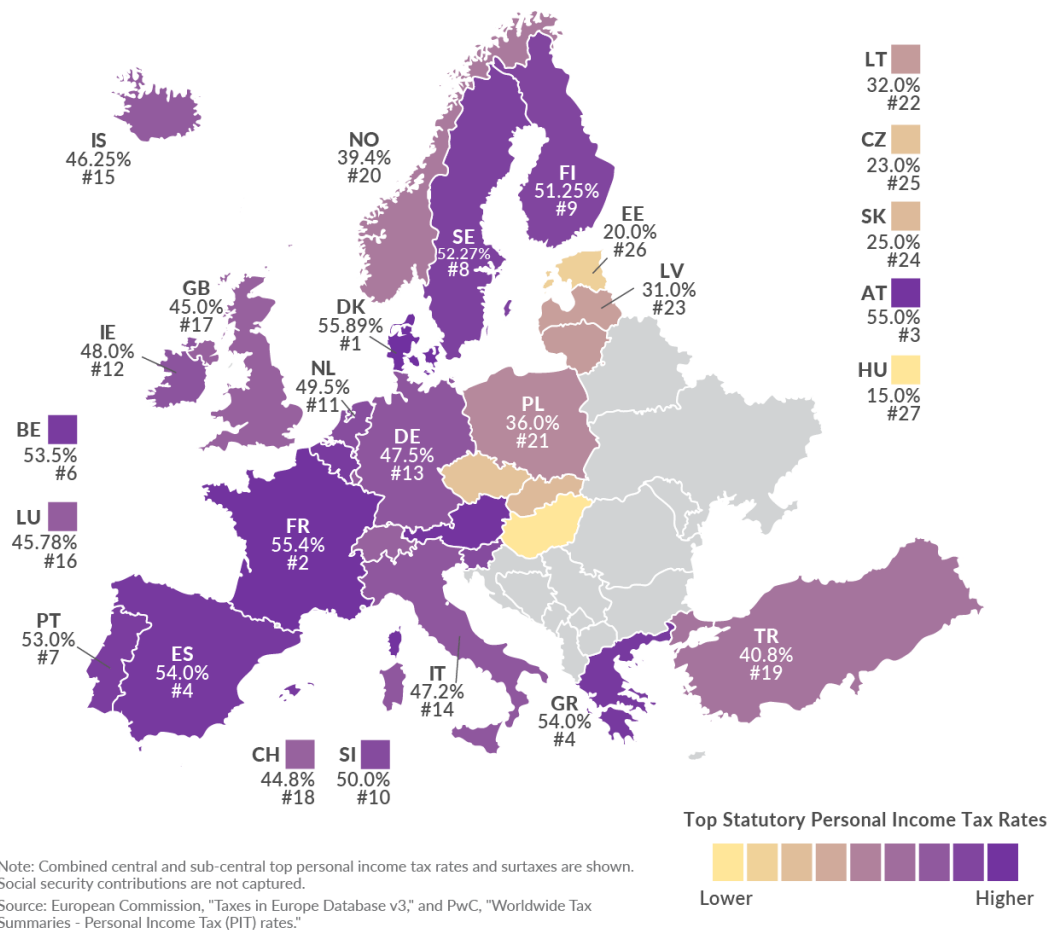 LT
32.0%
#22
IS
46.25%
#15
NO
39.4%
#20
CZ
23.0%
#25
FI
51.25%
#9
SK
25.0%
#24
EE
20.0%
#26
SE
52.27%
#8
LV
31.0%
#23
GB
45.0%
#17
AT
55.0%
#3
DK
55.89%
#1
IE
48.0%
#12
HU
15.0%
#27
NL
49.5%
#11
PL
36.0%
#21
BE
53.5%
#6
DE
47.5%
#13
LU
45.78%
#16
FR
55.4%
#2
PT
53.0%
#7
ES
54.0%
#4
TR
40.8%
#19
IT
47.2%
#14
GR
54.0%
#4
CH
44.8%
#18
SI
50.0%
#10
Top Statutory Personal Income Tax Rates
Lower
Higher
Note: Combined central and sub-central top personal income tax rates and surtaxes are shown.
Social security contributions are not captured.
Source: European Commission, "Taxes in Europe Database v3," and PwC, "Worldwide Tax
Summaries - Personal Income Tax (PIT) rates."